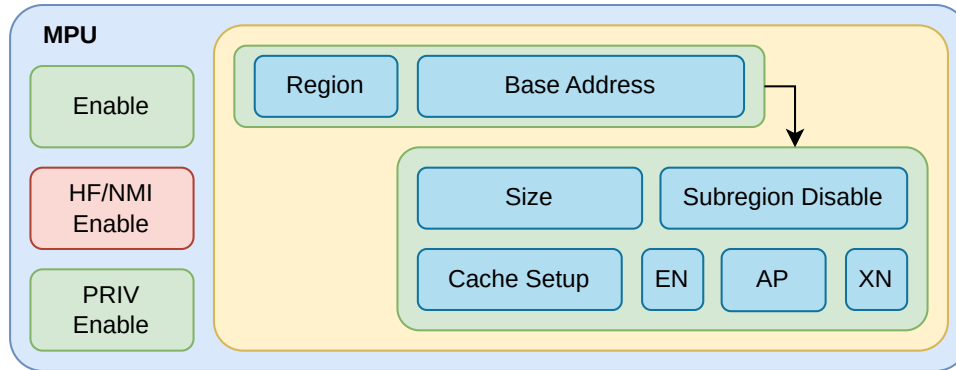 MPU
Enable
HF/NMI
Enable
PRIV
Enable
Region
Base Address
Size
Subregion Disable
Cache Setup
EN
AP
XN